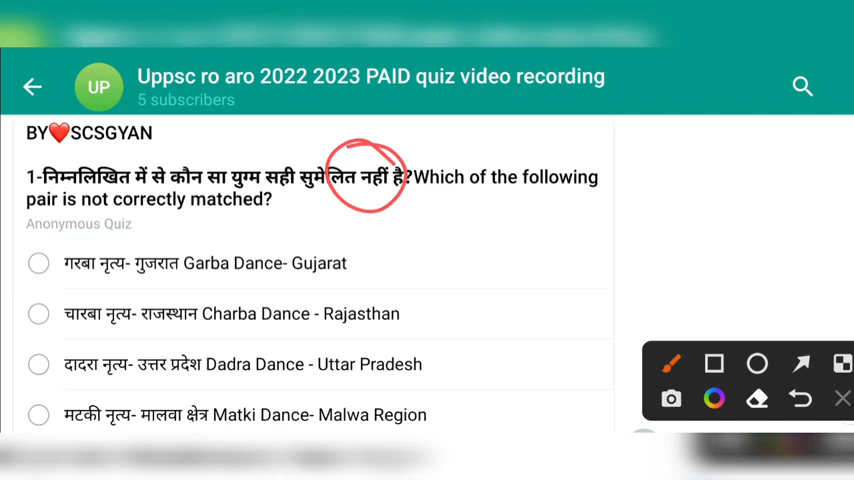 UP
Uppsc ro aro 2022 2023 PAID quiz video recording
5 subscribers
BY❤️SCSGYAN
1-निम्नलिखित में से कौन सा युग्म सही सुमेलित नहीं है?Which of the following
pair is not correctly matched?
Anonymous Quiz
गरबा नृत्य- गुजरात Garba Dance- Gujarat
चारबा नृत्य- राजस्थान Charba Dance - Rajasthan
दादरा नृत्य- उत्तर प्रदेश Dadra Dance - Uttar Pradesh
मटकी नृत्य- मालवा क्षेत्र Matki Dance- Malwa Region